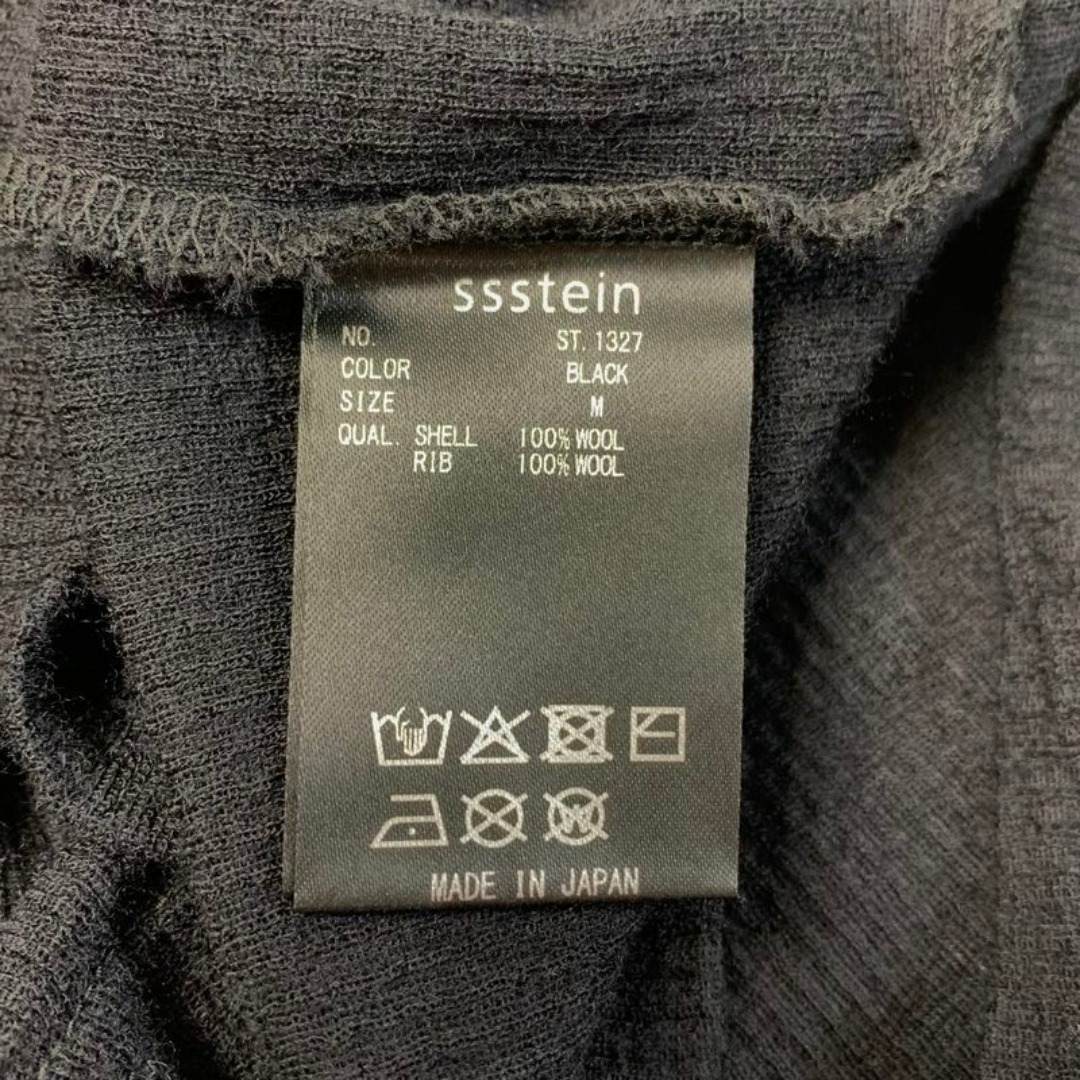 ssstein
NO. ST. 1327
COLOR BLACK
SIZE M
QUAL. SHELL 100% WOOL
RIB 100% WOOL
W
MADE IN JAPAN